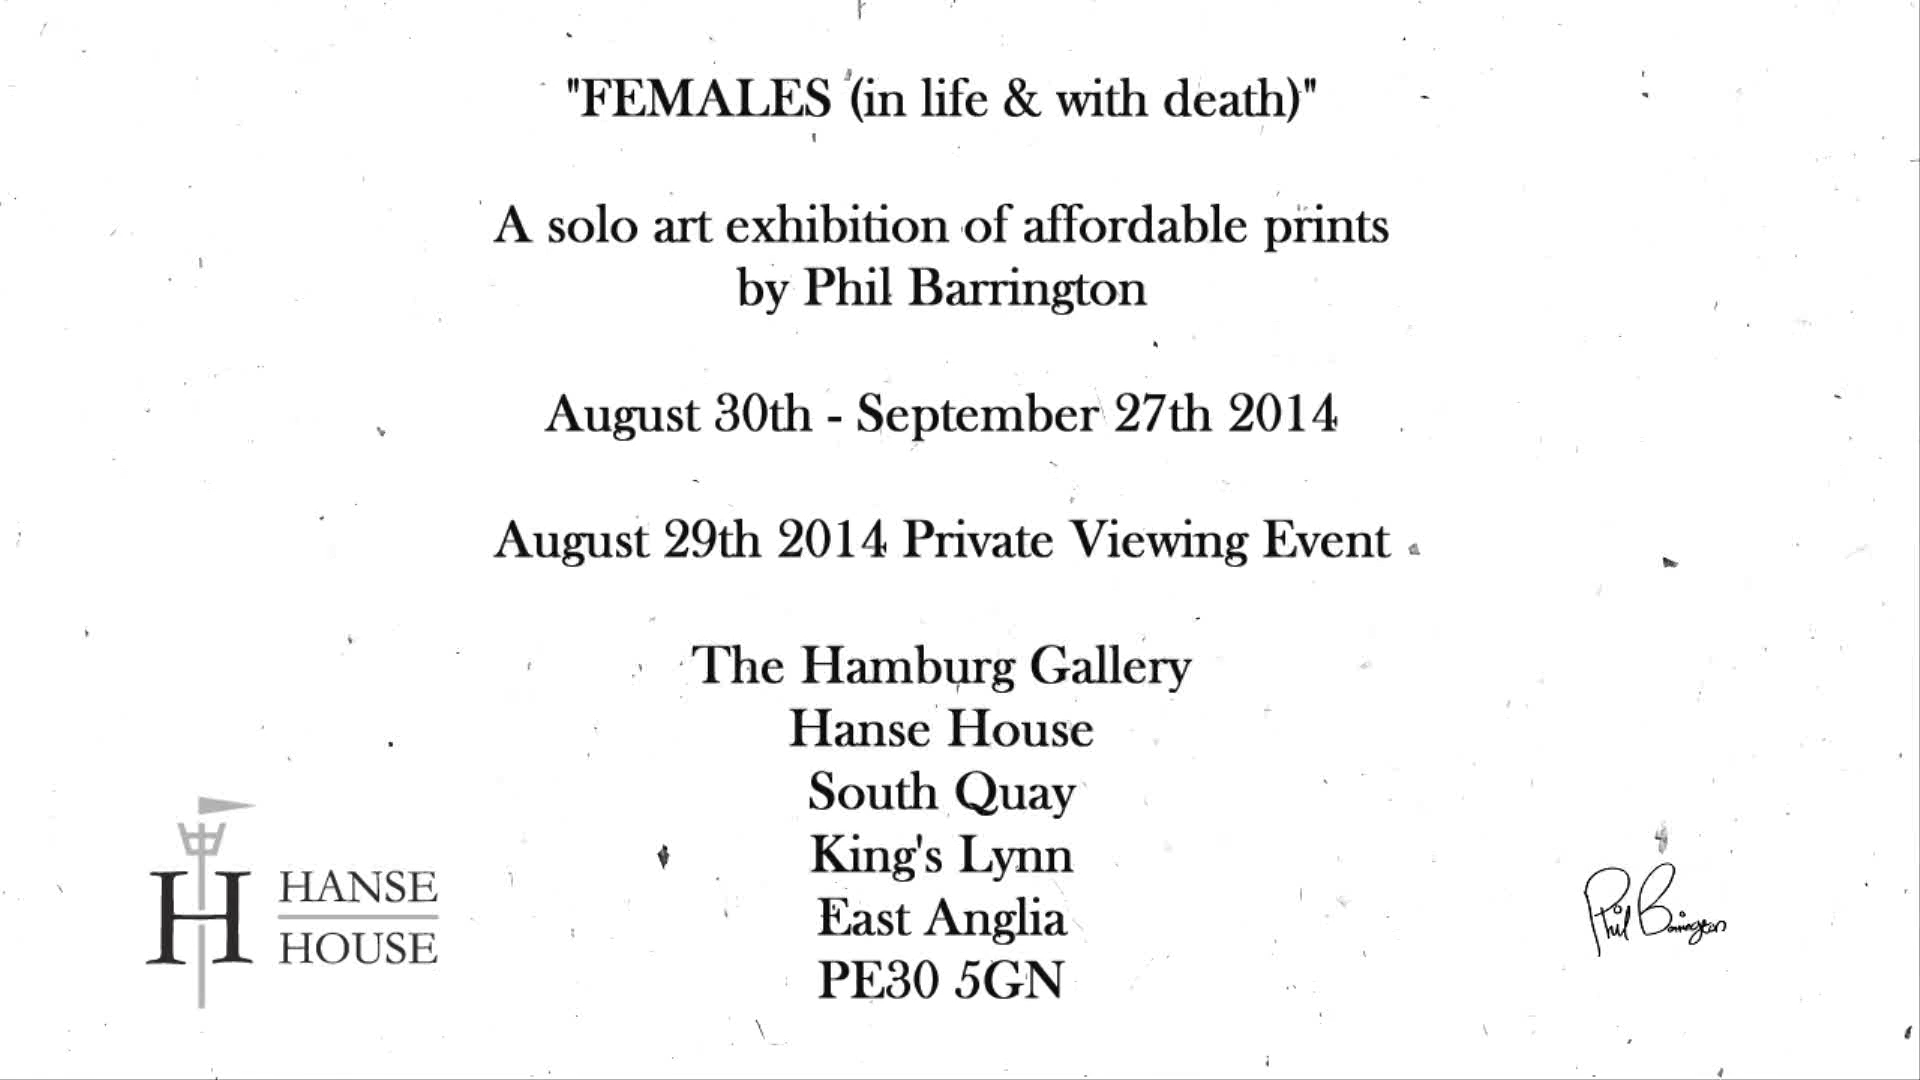 "FEMALES (in life & with death)"
A solo art exhibition of affordable prints
by Phil Barrington
August 30th - September 27th 2014
August 29th 2014 Private Viewing Event
The Hamburg Gallery
Hanse House
South Quay
King's Lynn
East Anglia
PE30 5GN
HANSE
HOUSE
Phil Barrington